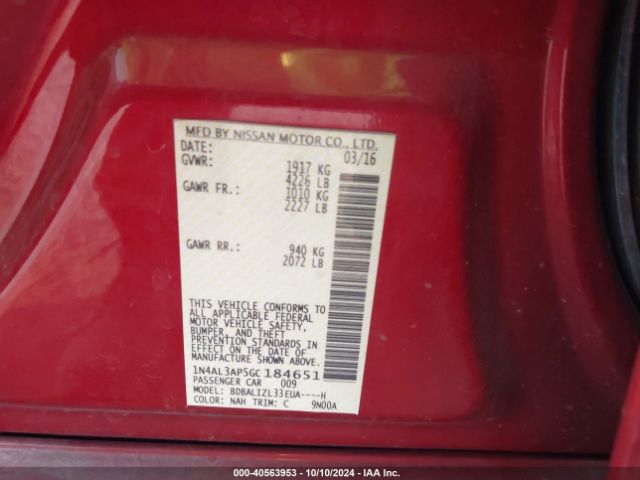 MFD BY NISSAN MOTOR CO., LTD.
DATE: 03/16
GVWR: 1917 KG
4226 LB
GAWR FR.: 1010 KG
2227 LB
GAWR RR.: 940 KG
2072 LB
THIS VEHICLE CONFORMS TO
ALL APPLICABLE FEDERAL
MOTOR VEHICLE SAFETY,
BUMPER, AND THEFT
PREVENTION STANDARDS IN
EFFECT ON THE DATE OF
MANUFACTURE SHOWN ABOVE.
1N4AL3AP5GC184651
PASSENGER CAR 009
MODEL: BDBALIZL33EUA----H
COLOR: NAH TRIM: C 9N00A
000-40563953 - 10/10/2024 - IAAI.com